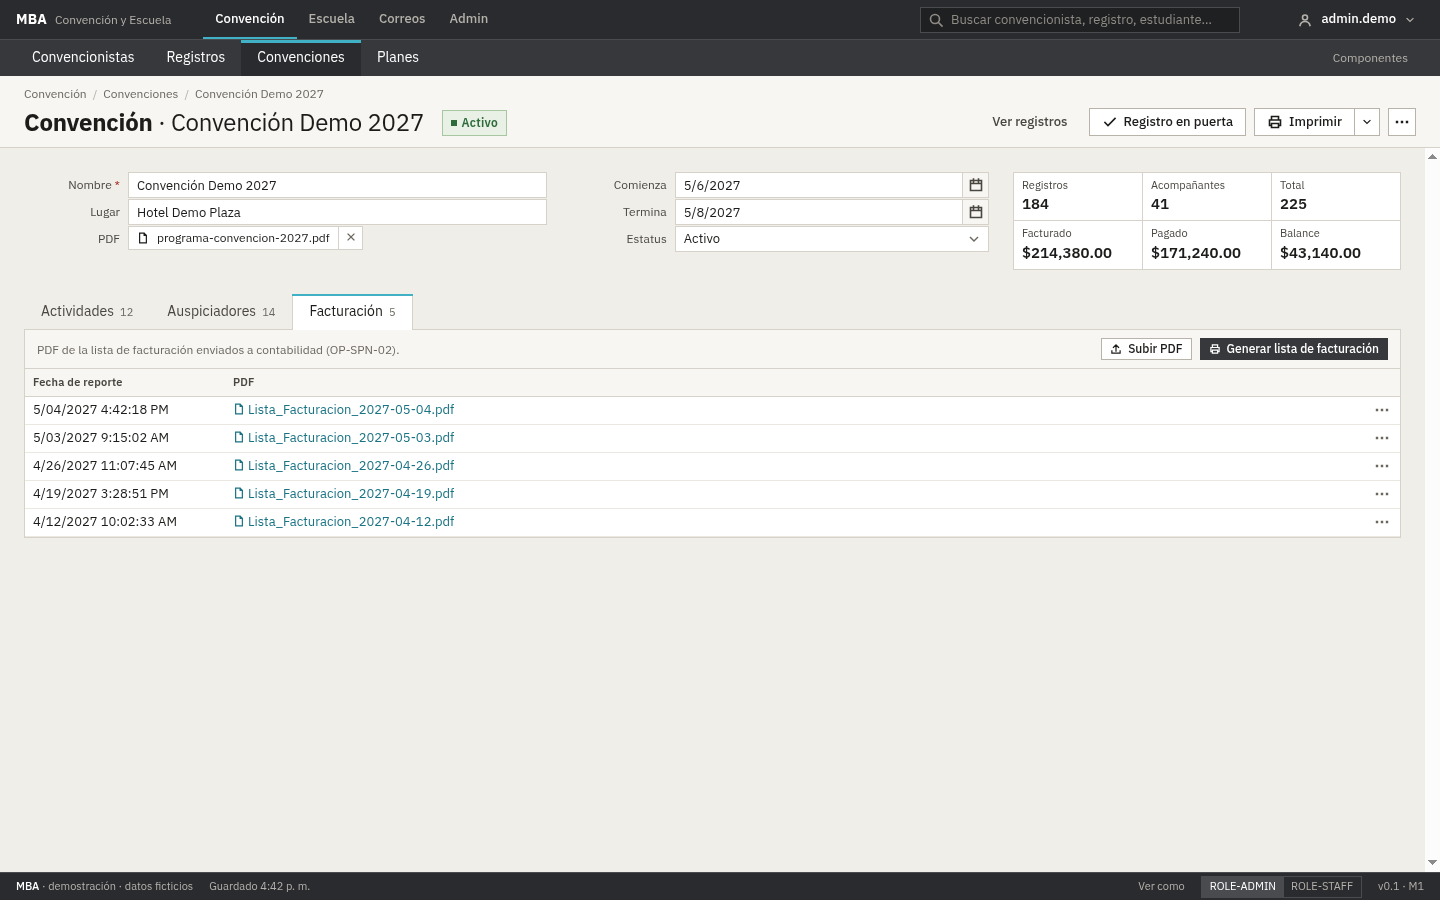 MBA Convención y Escuela Convención Escuela Correos Admin Buscar convencionista, registro, estudiante... admin.demo
Convencionistas Registros Convenciones Planes Componentes
Convención / Convenciones / Convención Demo 2027
Convención · Convención Demo 2027 Activo Ver registros Registro en puerta Imprimir
Nombre * Convención Demo 2027 Comienza 5/6/2027
Lugar Hotel Demo Plaza Termina 5/8/2027
PDF programa-convencion-2027.pdf Estatus Activo
Registros Acompañantes Total
184 41 225
Facturado Pagado Balance
$214,380.00 $171,240.00 $43,140.00
Actividades 12 Auspiciadores 14 Facturación 5
PDF de la lista de facturación enviados a contabilidad (OP-SPN-02). Subir PDF Generar lista de facturación
Fecha de reporte PDF
5/04/2027 4:42:18 PM Lista_Facturacion_2027-05-04.pdf
5/03/2027 9:15:02 AM Lista_Facturacion_2027-05-03.pdf
4/26/2027 11:07:45 AM Lista_Facturacion_2027-04-26.pdf
4/19/2027 3:28:51 PM Lista_Facturacion_2027-04-19.pdf
4/12/2027 10:02:33 AM Lista_Facturacion_2027-04-12.pdf
MBA · demostración · datos ficticios Guardado 4:42 p. m. Ver como ROLE-ADMIN ROLE-STAFF v0.1 · M1